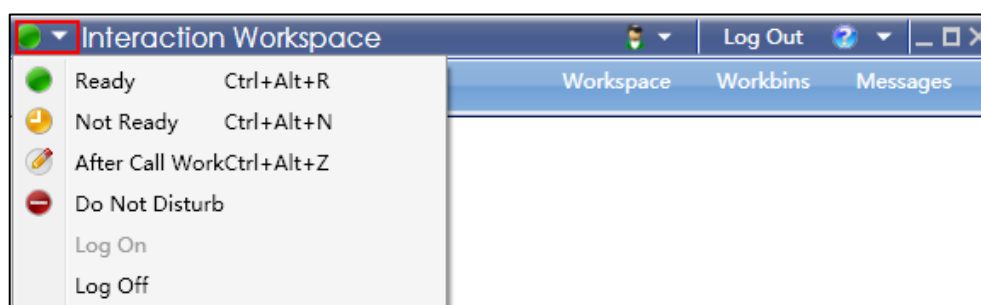 Interaction Workspace Log Out
Workspace Workbins Messages
Ready Ctrl+Alt+R
Not Ready Ctrl+Alt+N
After Call WorkCtrl+Alt+Z
Do Not Disturb
Log On
Log Off